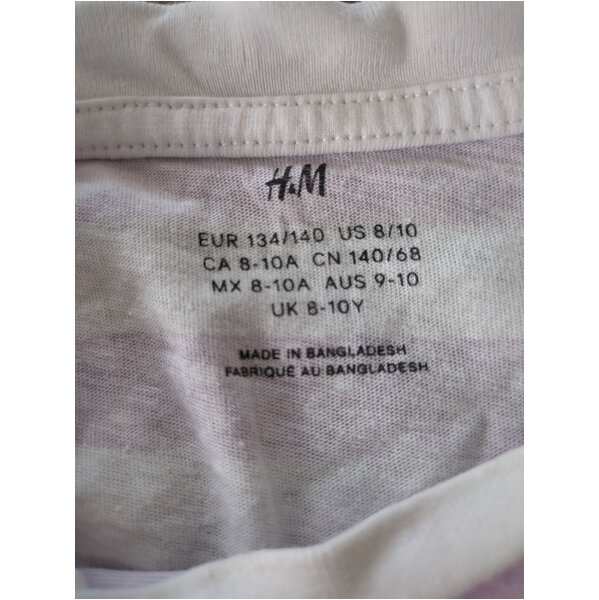 H&M
EUR 134/140 US 8/10
CA 8-10A CN 140/68
MX 8-10A AUS 9-10
UK 8-10Y
MADE IN BANGLADESH
FABRIQUÉ AU BANGLADESH